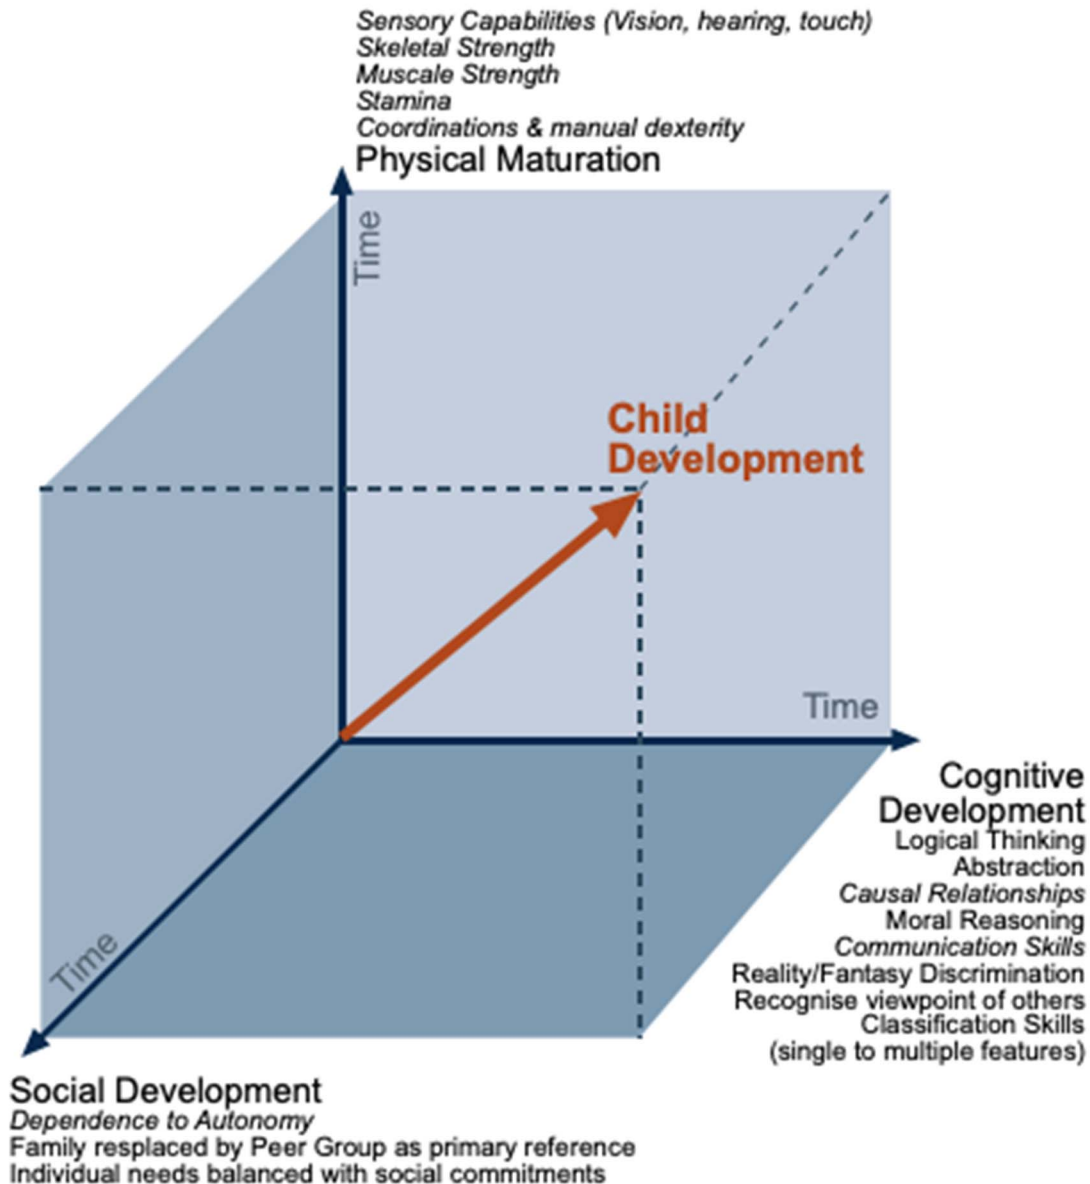 Sensory Capabilities (Vision, hearing, touch)
Skeletal Strength
Muscale Strength
Stamina
Coordinations & manual dexterity
Physical Maturation
Time
Child
Development
Time
Cognitive
Development
Logical Thinking
Abstraction
Causal Relationships
Moral Reasoning
Communication Skills
Reality/Fantasy Discrimination
Recognise viewpoint of others
Classification Skills
(single to multiple features)
Time
Social Development
Dependence to Autonomy
Family resplaced by Peer Group as primary reference
Individual needs balanced with social commitments